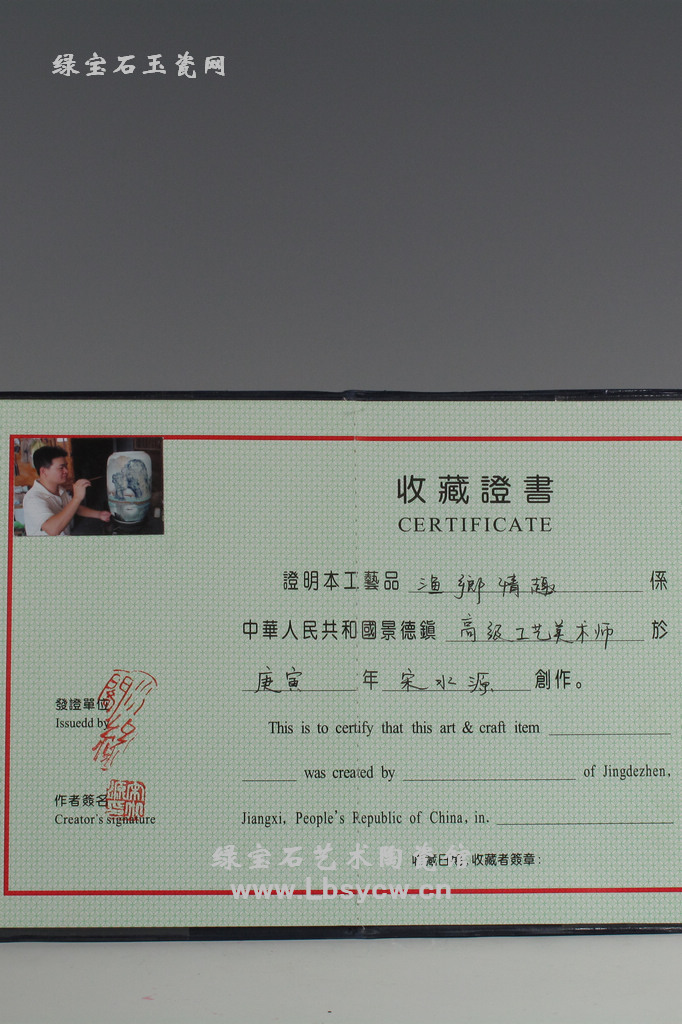 绿宝石玉瓷网
收藏證書
CERTIFICATE
證明本工藝品 渔鄉情趣 係
中華人民共和國景德鎮 高级工艺美术师 於
庚寅 年 宋水源 創作。
發證單位
Issuedd by
This is to certify that this art & craft item
was created by of Jingdezhen,
作者簽名
Creator's signature
Jiangxi, People's Republic of China, in.
绿宝石艺术陶瓷馆
收藏日期, 收藏者簽章:
www.Lbsycw.cn